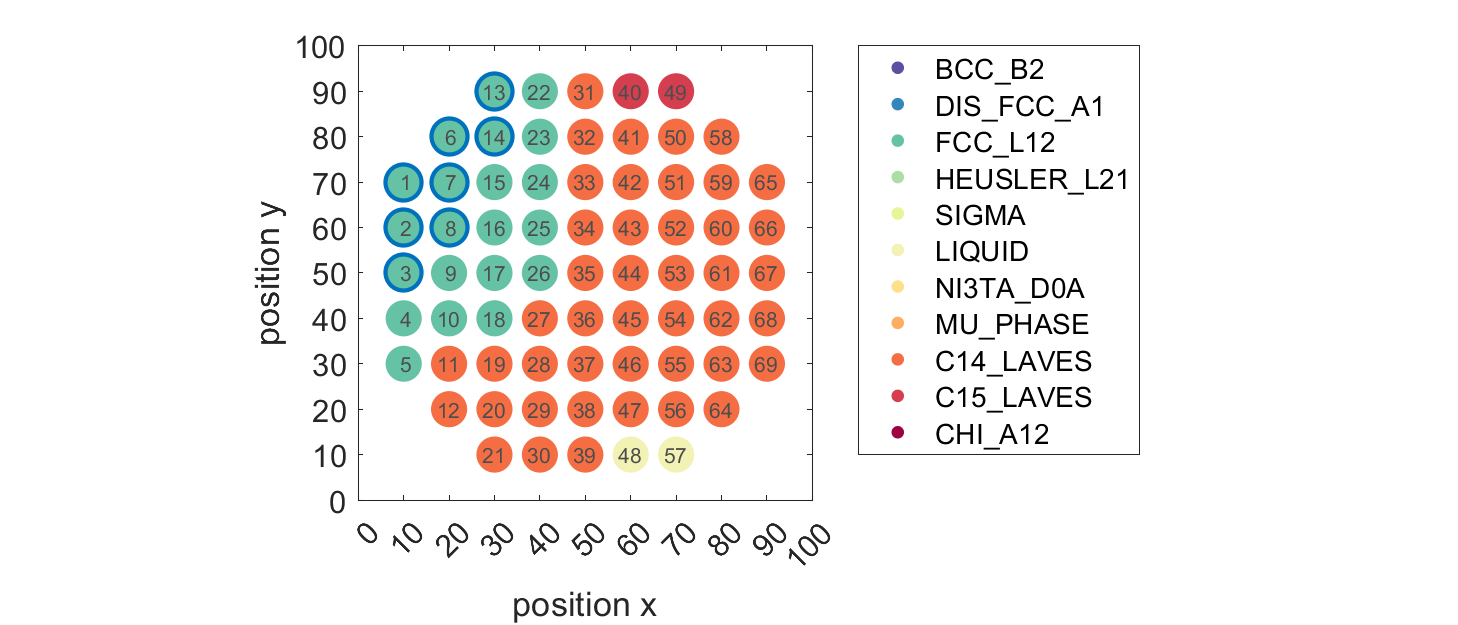 100
90
80
70
60
50
40
30
20
10
0
position y
13 22 31 40 49
6 14 23 32 41 50 58
1 7 15 24 33 42 51 59 65
2 8 16 25 34 43 52 60 66
3 9 17 26 35 44 53 61 67
4 10 18 27 36 45 54 62 68
5 11 19 28 37 46 55 63 69
12 20 29 38 47 56 64
21 30 39 48 57
0 10 20 30 40 50 60 70 80 90 100
position x
BCC_B2
DIS_FCC_A1
FCC_L12
HEUSLER_L21
SIGMA
LIQUID
NI3TA_D0A
MU_PHASE
C14_LAVES
C15_LAVES
CHI_A12